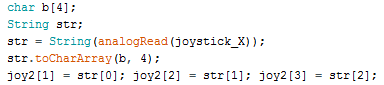 char b[4];
String str;
str = String(analogRead(joystick_X));
str.toCharArray(b, 4);
joy2[1] = str[0]; joy2[2] = str[1]; joy2[3] = str[2];